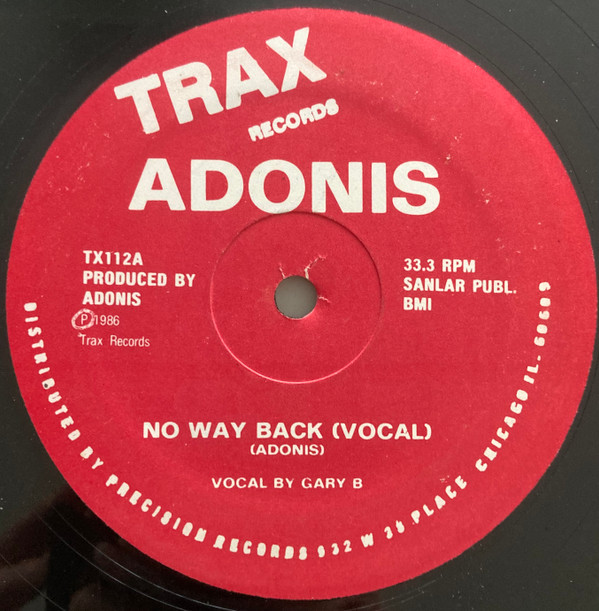 TRAX
RECORDS
ADONIS
TX112A
PRODUCED BY
ADONIS
Ⓟ 1986
Trax Records
33.3 RPM
SANLAR PUBL.
BMI
NO WAY BACK (VOCAL)
(ADONIS)
VOCAL BY GARY B
DISTRIBUTED BY PRECISION RECORDS 932 W 38 PLACE CHICAGO IL. 60609